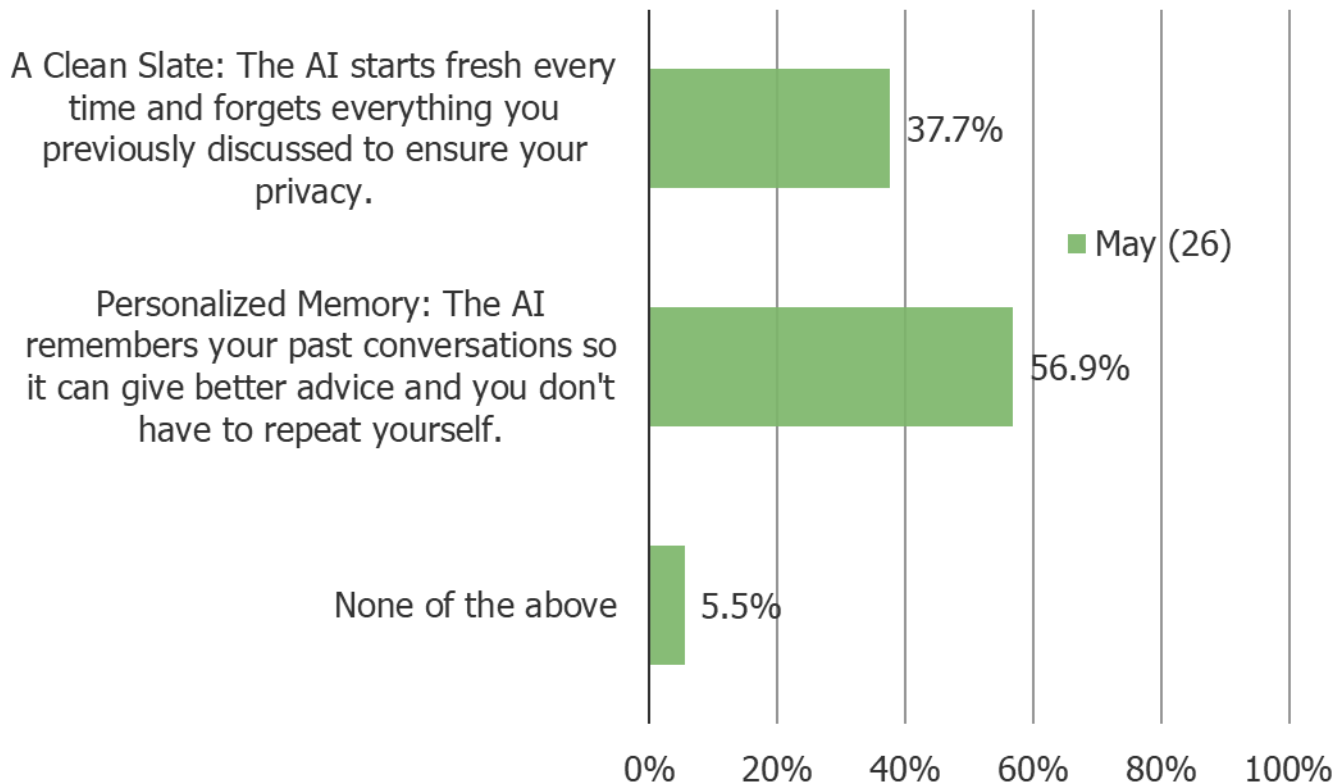 A Clean Slate: The AI starts fresh every
time and forgets everything you
previously discussed to ensure your
privacy.
37.7%
May (26)
Personalized Memory: The AI
remembers your past conversations so
it can give better advice and you don't
have to repeat yourself.
56.9%
None of the above
5.5%
0% 20% 40% 60% 80% 100%